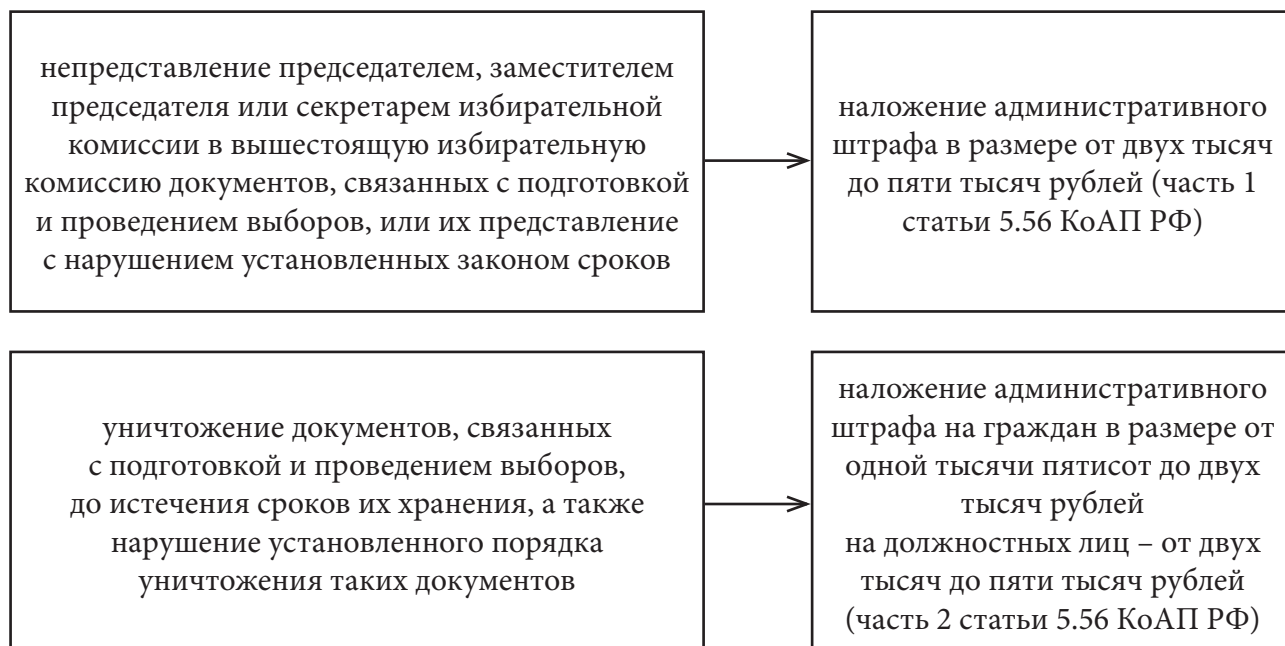 непредставление председателем, заместителем
председателя или секретарем избирательной
комиссии в вышестоящую избирательную
комиссию документов, связанных с подготовкой
и проведением выборов, или их представление
с нарушением установленных законом сроков
наложение административного
штрафа в размере от двух тысяч
до пяти тысяч рублей (часть 1
статьи 5.56 КоАП РФ)
уничтожение документов, связанных
с подготовкой и проведением выборов,
до истечения сроков их хранения, а также
нарушение установленного порядка
уничтожения таких документов
наложение административного
штрафа на граждан в размере от
одной тысячи пятисот до двух
тысяч рублей
на должностных лиц – от двух
тысяч до пяти тысяч рублей
(часть 2 статьи 5.56 КоАП РФ)